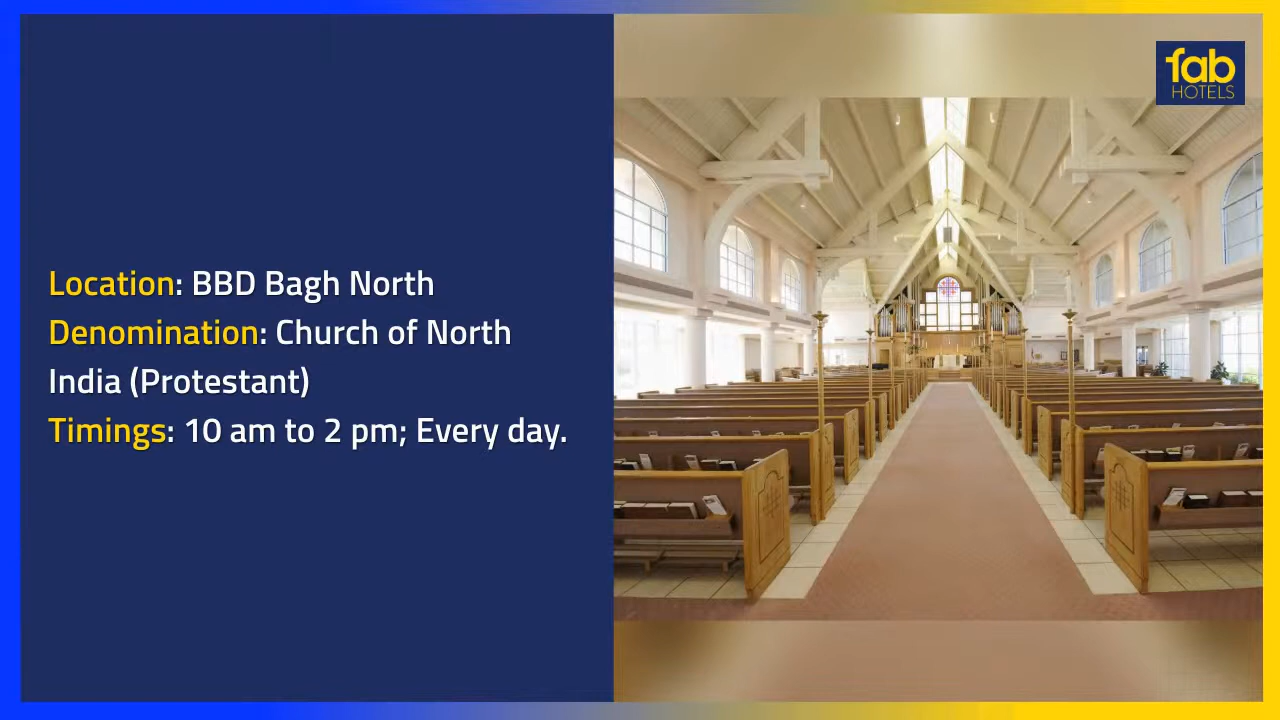 Location: BBD Bagh North
Denomination: Church of North
India (Protestant)
Timings: 10 am to 2 pm; Every day.
fab
HOTELS